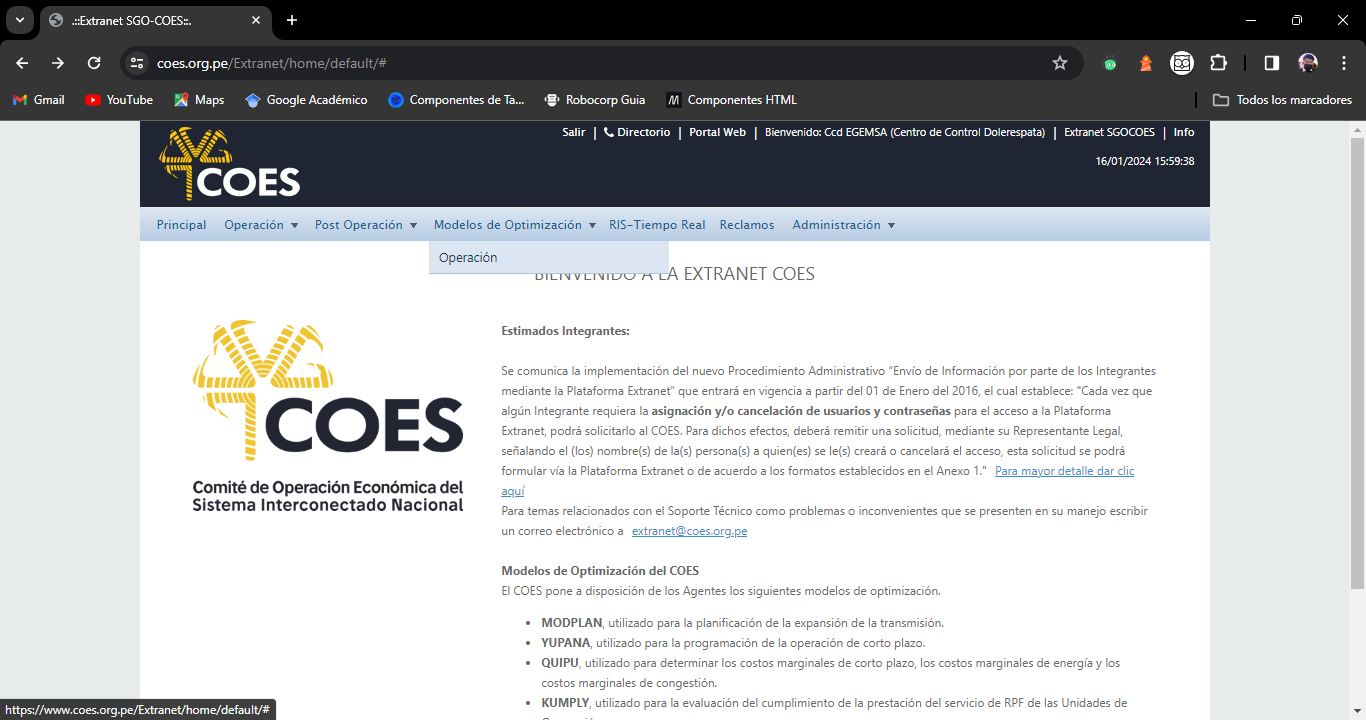 .::Extranet SGO-COES::.
coes.org.pe/Extranet/home/default/#
Gmail YouTube Maps Google Académico Componentes de Ta... Robocorp Guia Componentes HTML Todos los marcadores
Salir | Directorio | Portal Web | Bienvenido: Ccd EGEMSA (Centro de Control Dolerespata) | Extranet SGOCOES | Info
16/01/2024 15:59:38
COES
Principal Operación Post Operación Modelos de Optimización RIS-Tiempo Real Reclamos Administración
Operación
BIENVENIDO A LA EXTRANET COES
COES
Comité de Operación Económica del
Sistema Interconectado Nacional
Estimados Integrantes:
Se comunica la implementación del nuevo Procedimiento Administrativo "Envío de Información por parte de los Integrantes
mediante la Plataforma Extranet" que entrará en vigencia a partir del 01 de Enero del 2016, el cual establece: "Cada vez que
algún Integrante requiera la asignación y/o cancelación de usuarios y contraseñas para el acceso a la Plataforma
Extranet, podrá solicitarlo al COES. Para dichos efectos, deberá remitir una solicitud, mediante su Representante Legal,
señalando el (los) nombre(s) de la(s) persona(s) a quien(es) se le(s) creará o cancelará el acceso, esta solicitud se podrá
formular vía la Plataforma Extranet o de acuerdo a los formatos establecidos en el Anexo 1." Para mayor detalle dar clic
aquí
Para temas relacionados con el Soporte Técnico como problemas o inconvenientes que se presenten en su manejo escribir
un correo electrónico a extranet@coes.org.pe
Modelos de Optimización del COES
El COES pone a disposición de los Agentes los siguientes modelos de optimización.
• MODPLAN, utilizado para la planificación de la expansión de la transmisión.
• YUPANA, utilizado para la programación de la operación de corto plazo.
• QUIPU, utilizado para determinar los costos marginales de corto plazo, los costos marginales de energía y los
costos marginales de congestión.
• KUMPLY, utilizado para la evaluación del cumplimiento de la prestación del servicio de RPF de las Unidades de
https://www.coes.org.pe/Extranet/home/default/#